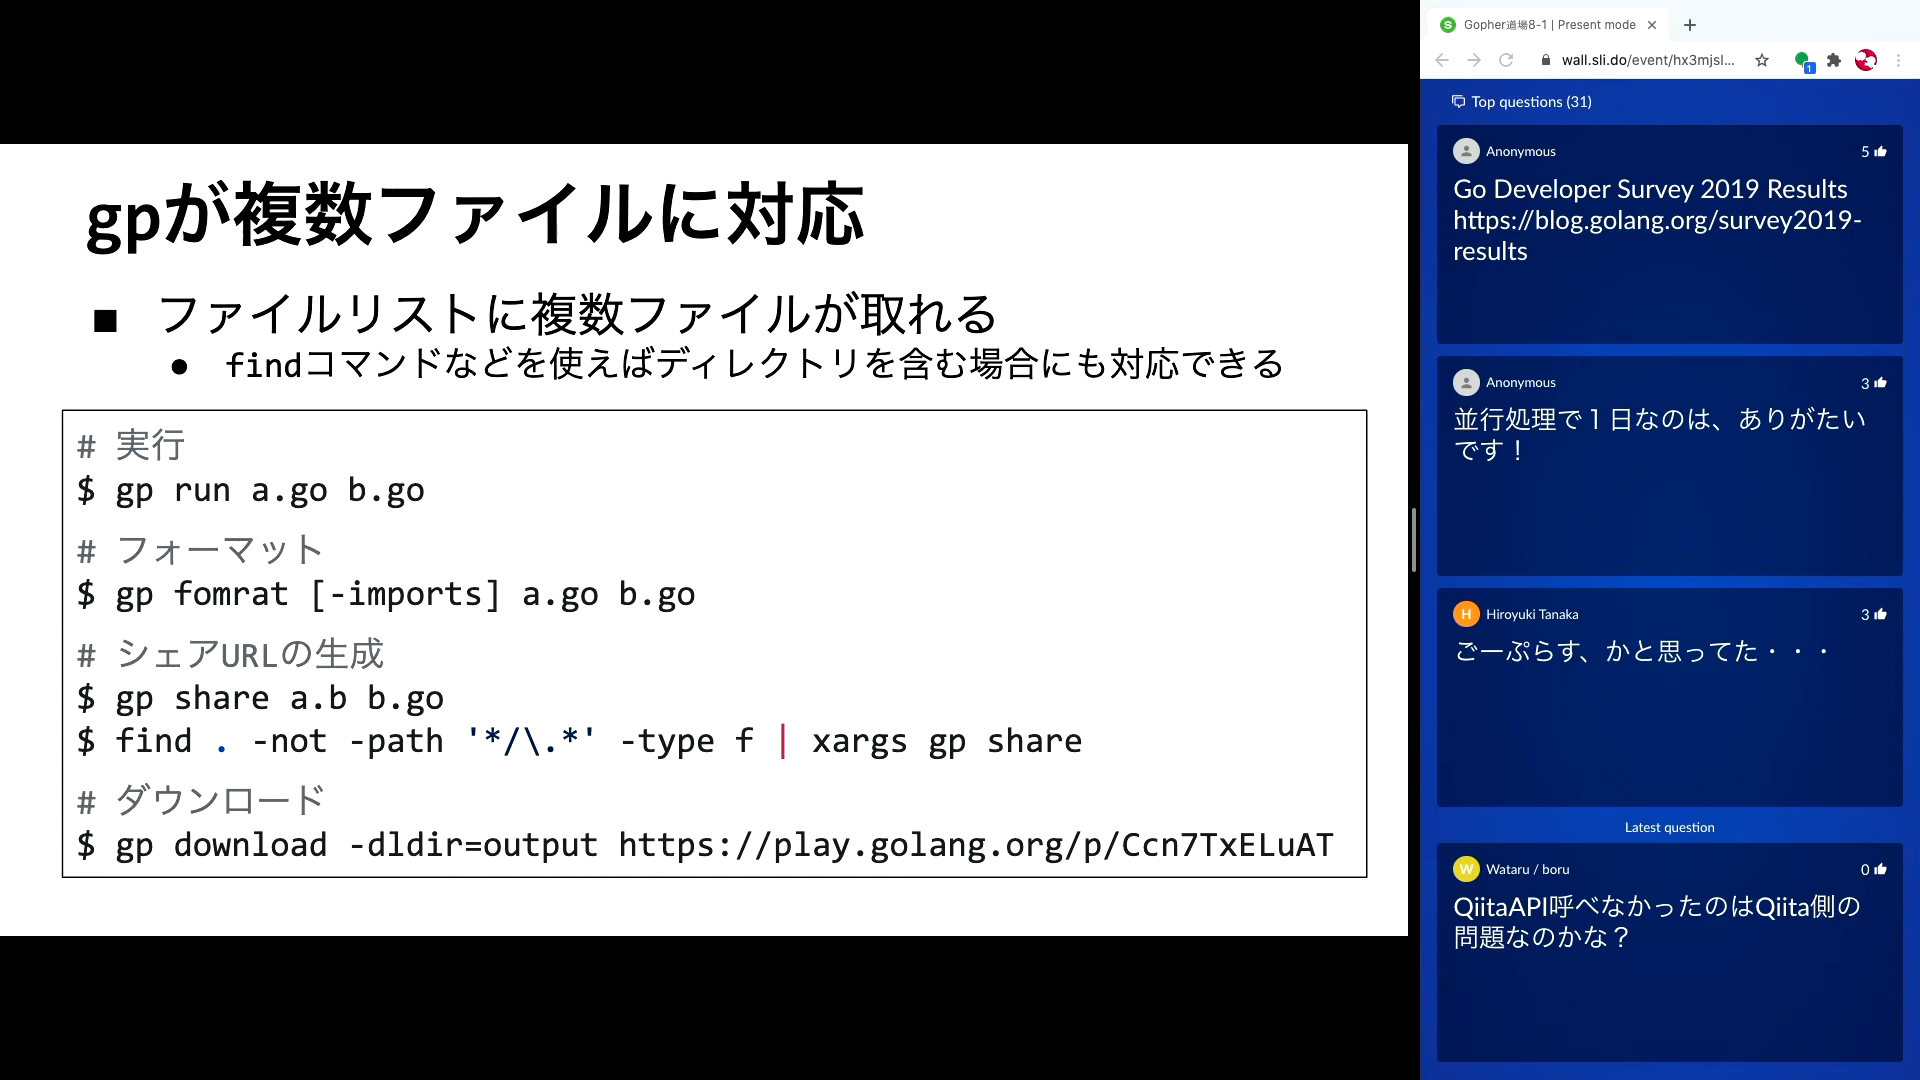 gpが複数ファイルに対応
■ ファイルリストに複数ファイルが取れる
● findコマンドなどを使えばディレクトリを含む場合にも対応できる
# 実行
$ gp run a.go b.go
# フォーマット
$ gp fomrat [-imports] a.go b.go
# シェアURLの生成
$ gp share a.b b.go
$ find . -not -path '*/\.*' -type f | xargs gp share
# ダウンロード
$ gp download -dldir=output https://play.golang.org/p/Ccn7TxELuAT
Gopher道場8-1 | Present mode
wall.sli.do/event/hx3mjsl...
1
Top questions (31)
Anonymous 5
Go Developer Survey 2019 Results
https://blog.golang.org/survey2019-
results
Anonymous 3
並行処理で１日なのは、ありがたい
です！
H Hiroyuki Tanaka 3
ごーぷらす、かと思ってた・・・
Latest question
W Wataru / boru 0
QiitaAPI呼べなかったのはQiita側の
問題なのかな？